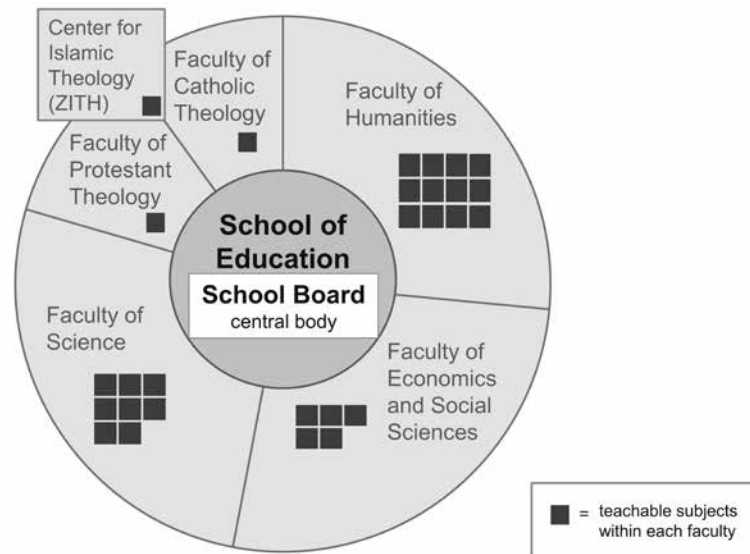 Center for
Islamic
Theology
(ZITH)
Faculty of
Catholic
Theology
Faculty of
Humanities
Faculty of
Protestant
Theology
School of
Education
School Board
central body
Faculty of
Science
Faculty of
Economics
and Social
Sciences
= teachable subjects
within each faculty